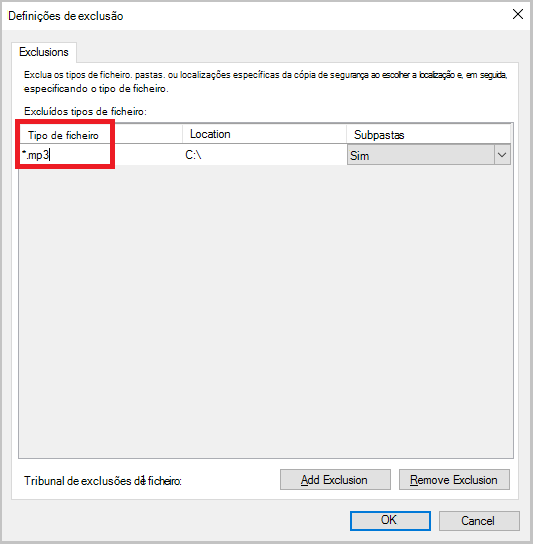 Definições de exclusão
Exclusions
Exclua os tipos de ficheiro. pastas. ou localizações específicas da cópia de segurança ao escolher a localização e, em seguida,
especificando o tipo de ficheiro.
Excluídos tipos de ficheiro:
Tipo de ficheiro Location Subpastas
*.mp3 C:\ Sim
Tribunal de exclusões de ficheiro: 1
Add Exclusion Remove Exclusion
OK Cancel